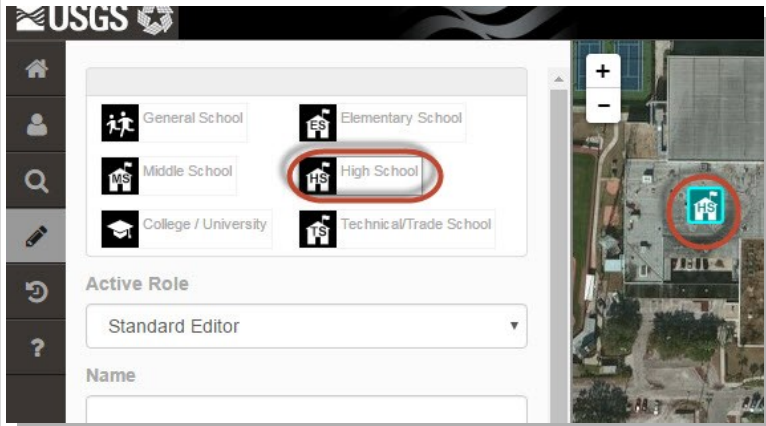 USGS
General School
ES Elementary School
MS Middle School
HS High School
College / University
TS Technical/Trade School
Active Role
Standard Editor
Name
?
+
−
HS